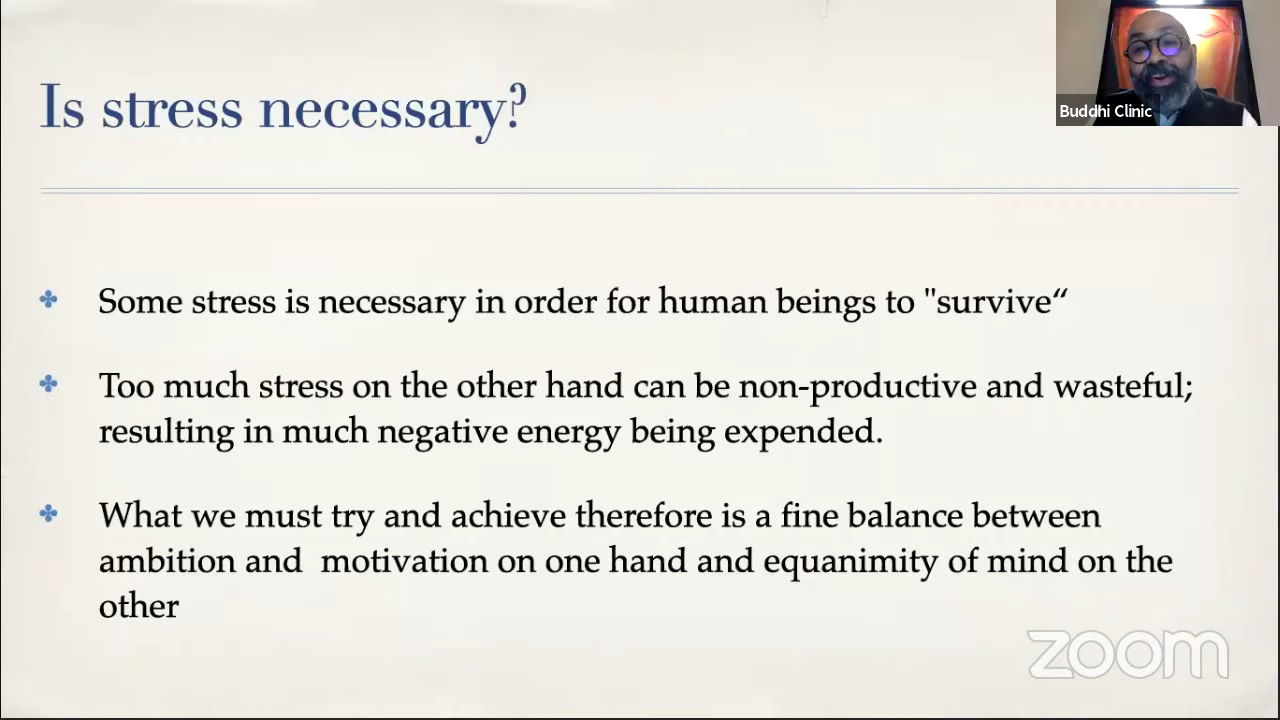 Is stress necessary?
Buddhi Clinic
Some stress is necessary in order for human beings to "survive“
Too much stress on the other hand can be non-productive and wasteful;
resulting in much negative energy being expended.
What we must try and achieve therefore is a fine balance between
ambition and  motivation on one hand and equanimity of mind on the
other
zoom